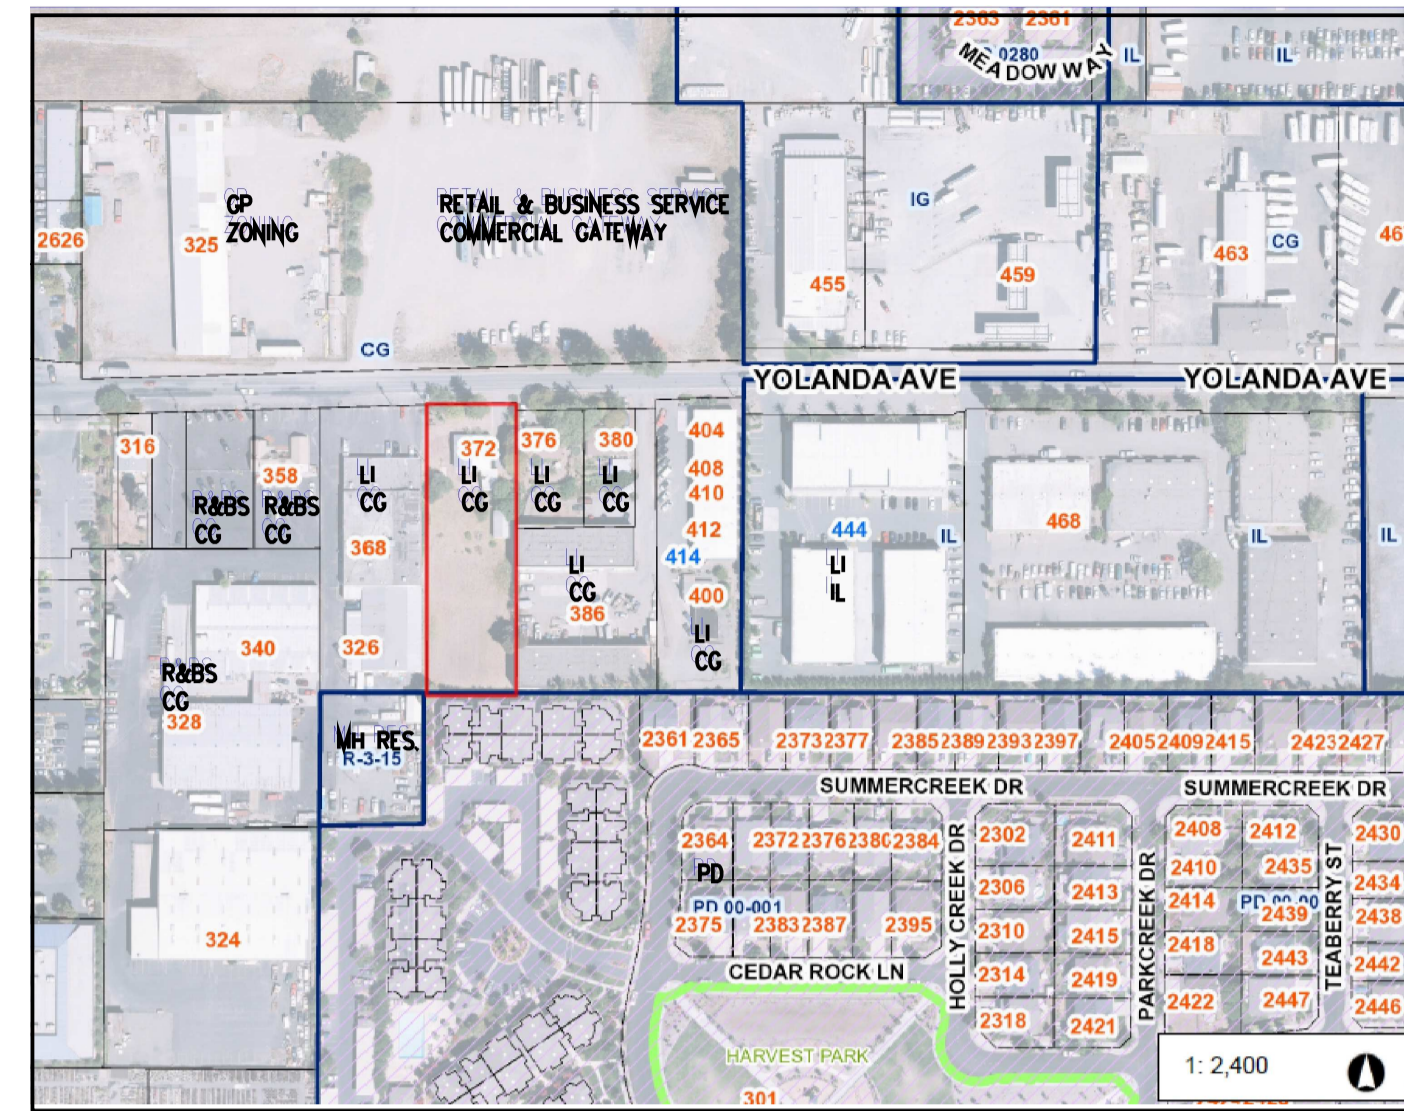 2363 2361
0280
MEADOW WAY
IL
IL
GP
ZONING
RETAIL & BUSINESS SERVICE
COMMERCIAL GATEWAY
2626
325
IG
455
459
463
CG
46
CG
YOLANDA AVE
YOLANDA AVE
316
358
R&BS
CG
R&BS
CG
LI
CG
368
326
372
LI
CG
376
LI
CG
380
LI
CG
LI
CG
386
404
408
410
412
414
400
LI
CG
444
LI
IL
IL
468
IL
IL
340
R&BS
CG
328
MH RES.
R-3-15
324
2361 2365 2373 2377 2385 2389 2393 2397 2405 2409 2415 2423 2427
SUMMERCREEK DR
SUMMERCREEK DR
2364 2372 2376 2380 2384
PD
PD 00-001
2375 2383 2387 2395
CEDAR ROCK LN
HOLLY CREEK DR
2302
2306
2310
2314
2318
2411
2413
2415
2419
2421
PARKCREEK DR
2408
2410
2414
2418
2422
2412
2435
PD 00-00
2439
2443
2447
TEABERRY ST
2430
2434
2438
2442
2446
HARVEST PARK
301
1: 2,400